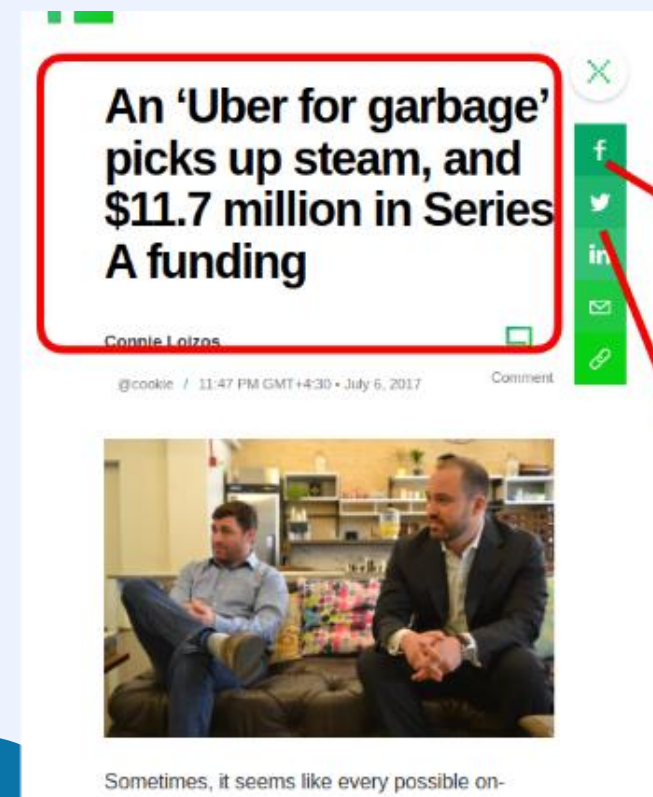 An ‘Uber for garbage’
picks up steam, and
$11.7 million in Series
A funding
Connie Loizos
@cookie / 11:47 PM GMT+4:30 • July 6, 2017
Comment
Sometimes, it seems like every possible on-